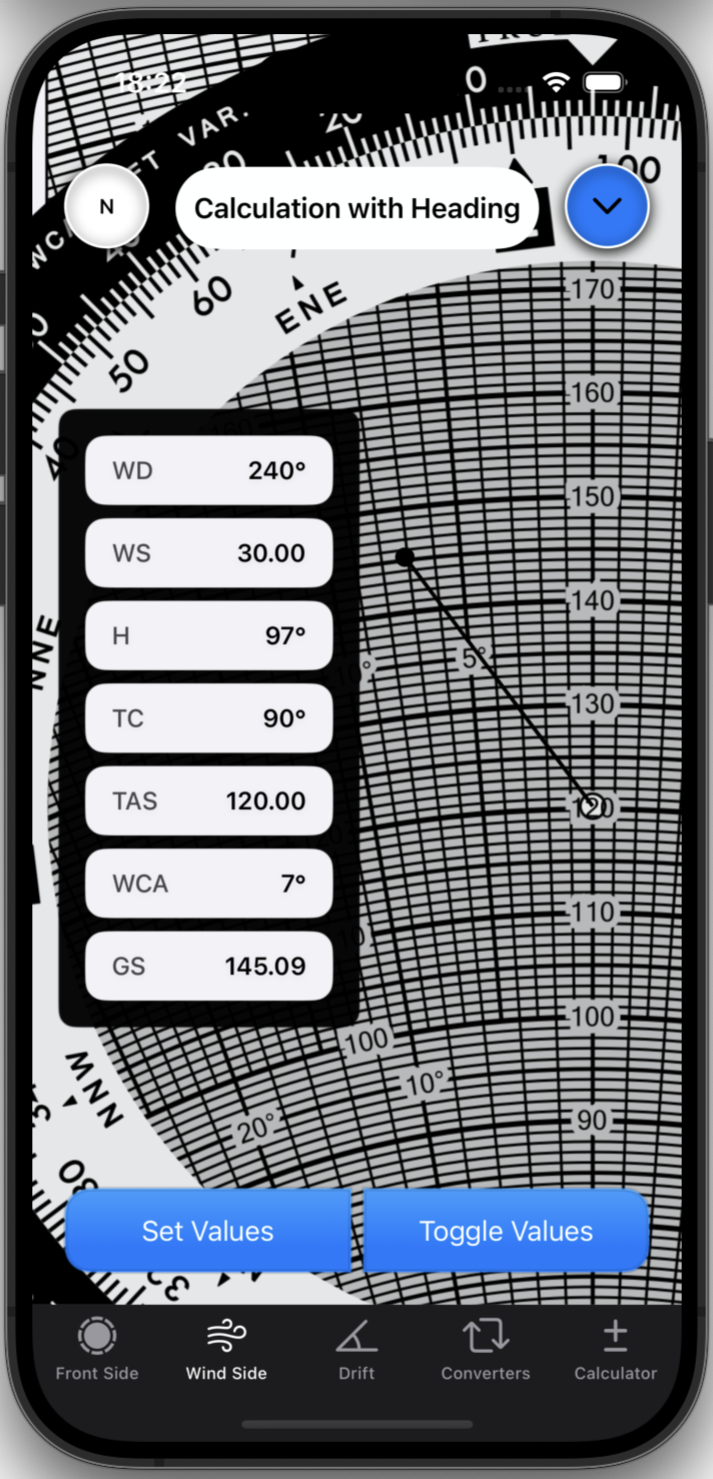 18:22
0
20
VAR.
100
N
Calculation with Heading
170
60
ENE
50
160
40
WD 240°
150
WS 30.00
140
H 97°
NNE
5°
10°
130
TC 90°
TAS 120.00
120
WCA 7°
110
GS 145.09
100
100
10°
NNW
90
20°
Set Values Toggle Values
Front Side Wind Side Drift Converters Calculator